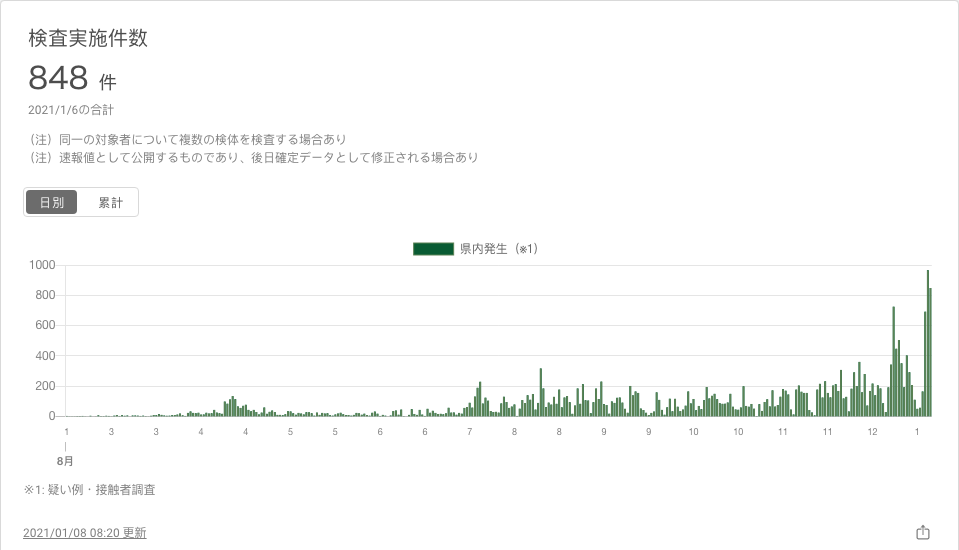 検査実施件数
848 件
2021/1/6の合計
（注）同一の対象者について複数の検体を検査する場合あり
（注）速報値として公開するものであり、後日確定データとして修正される場合あり
日別 累計
県内発生（※1）
1000
800
600
400
200
0
1 3 3 4 4 5 5 6 6 7 8 8 9 9 10 10 11 11 12 1
8月
※1: 疑い例・接触者調査
2021/01/08 08:20 更新